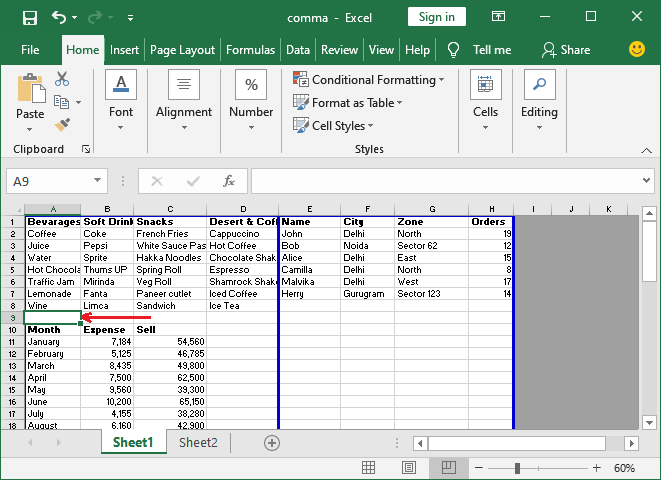 comma - Excel
Sign in
File Home Insert Page Layout Formulas Data Review View Help Tell me Share
Paste
Clipboard
Font
Alignment
%
Number
Conditional Formatting
Format as Table
Cell Styles
Styles
Cells
Editing
A9 fx
A B C D E F G H I J K
1 Bevarages Soft Drink Snacks Desert & Coff Name City Zone Orders
2 Coffee Coke French Fries Cappuccino John Delhi North 19
3 Juice Pepsi White Sauce Pas Hot Coffee Bob Noida Sector 62 12
4 Water Sprite Hakka Noodles Chocolate Shak Alice Delhi East 15
5 Hot Chocola Thums UP Spring Roll Espresso Camilla Delhi North 8
6 Traffic Jam Mirinda Veg Roll Shamrock Shake Malvika Delhi West 17
7 Lemonade Fanta Paneer cutlet Iced Coffee Herry Gurugram Sector 123 14
8 Wine Limca Sandwich Ice Tea
9
10 Month Expense Sell
11 January 7,184 54,560
12 February 5,125 46,785
13 March 8,435 49,800
14 April 7,500 62,500
15 May 9,560 39,300
16 June 10,200 65,150
17 July 4,155 38,280
18 August 6,160 42,900
Sheet1 Sheet2
60%